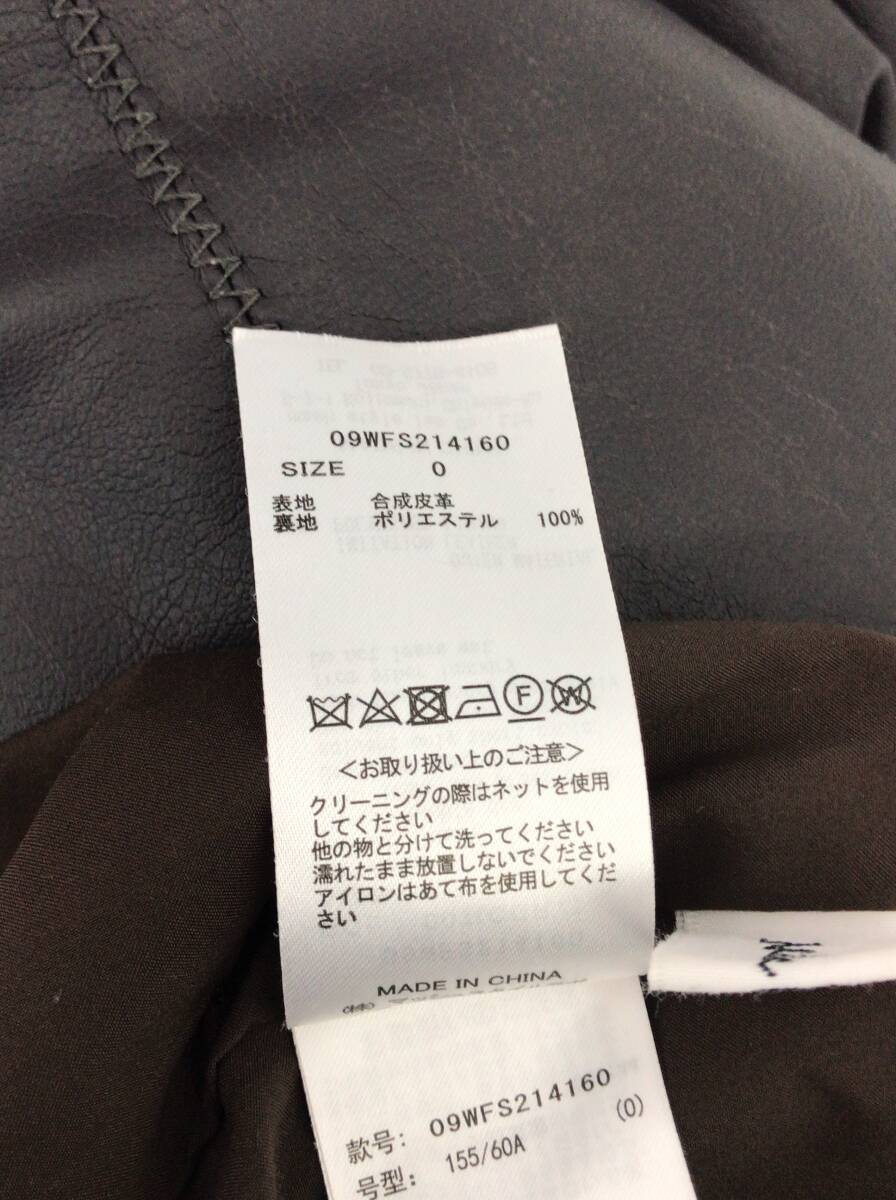 09WFS214160
SIZE 0
表地 合成皮革
裏地 ポリエステル 100%
F W
<お取り扱い上のご注意>
クリーニングの際はネットを使用
してください
他の物と分けて洗ってください
濡れたまま放置しないでください
アイロンはあて布を使用してくだ
さい
MADE IN CHINA
款号: 09WFS214160
号型: 155/60A (0)